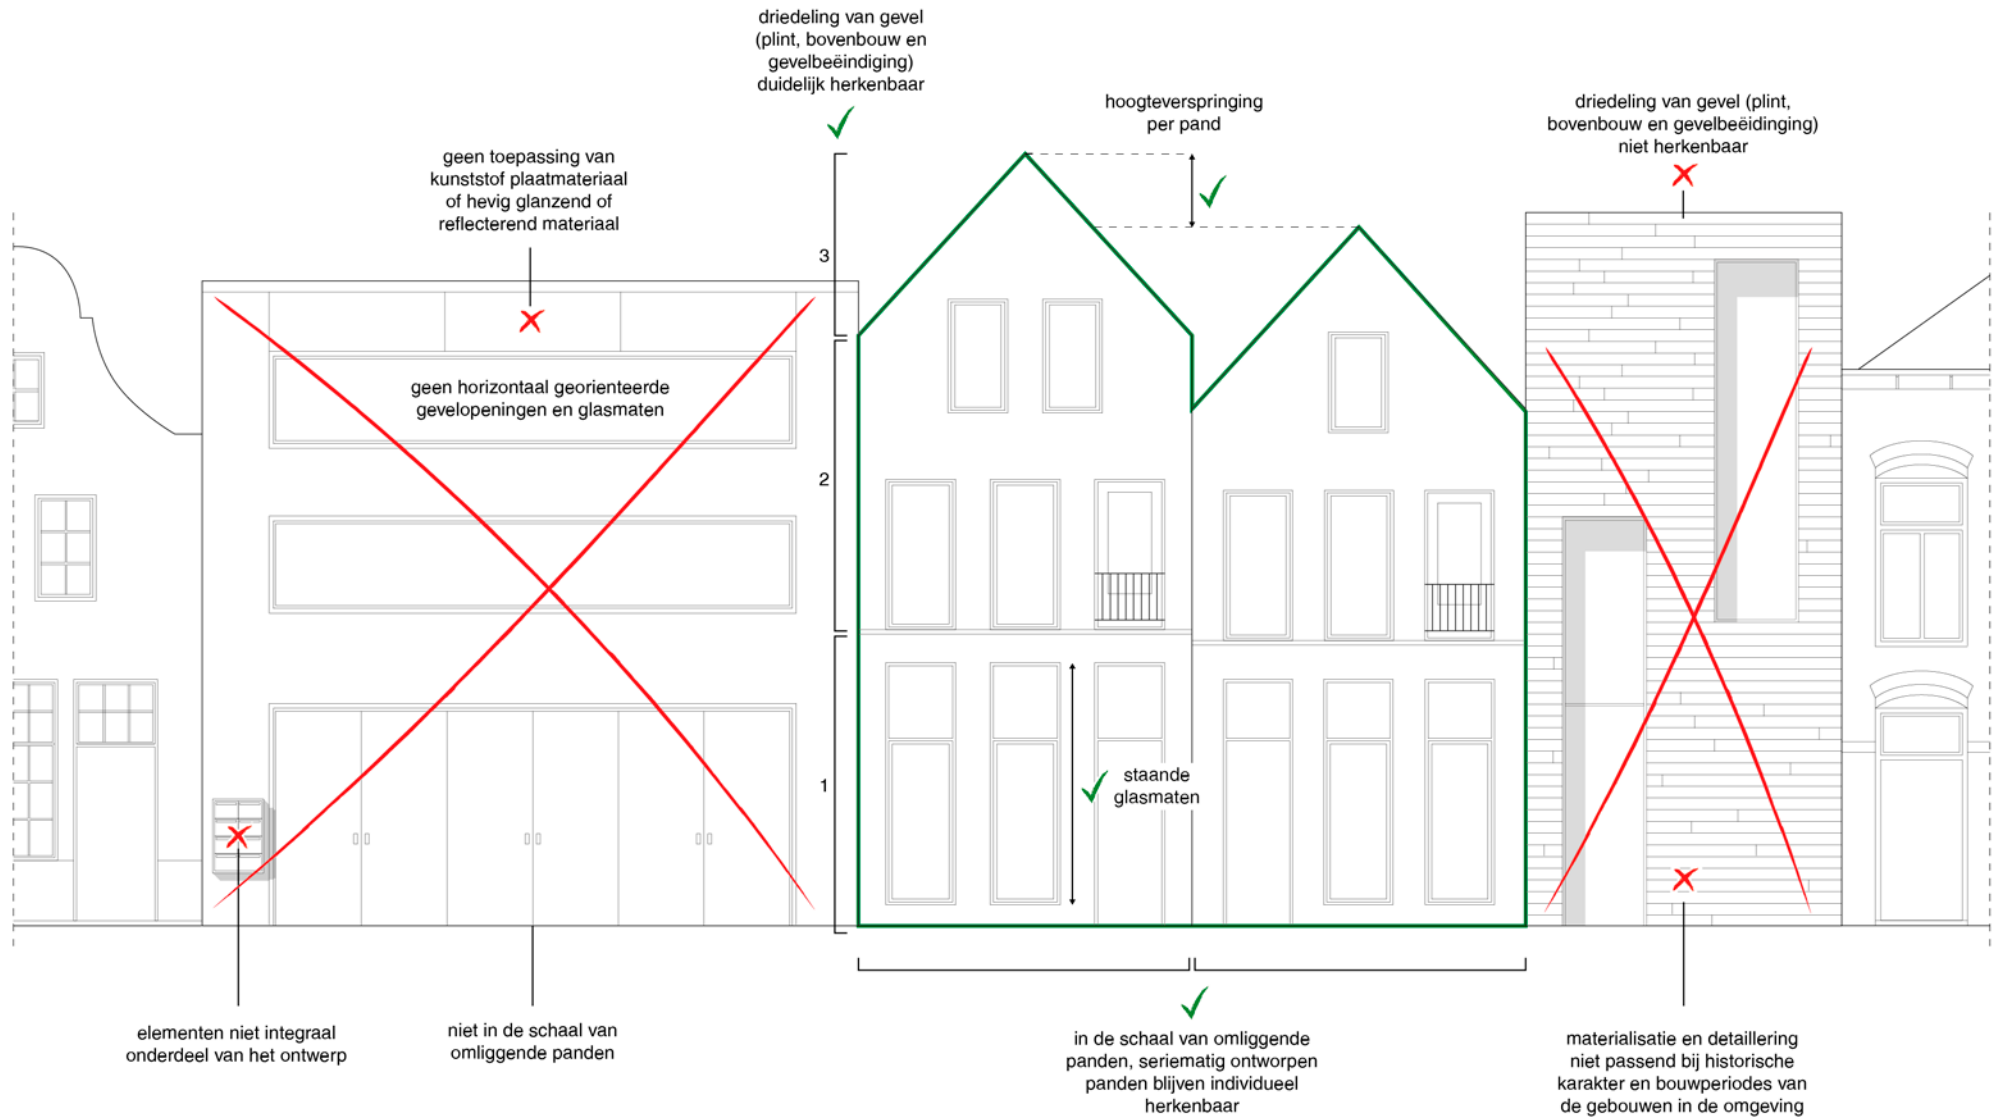 driedeling van gevel
(plint, bovenbouw en
gevelbeëindiging)
duidelijk herkenbaar
hoogteverspringing
per pand
driedeling van gevel (plint,
bovenbouw en gevelbeëidinging)
niet herkenbaar
geen toepassing van
kunststof plaatmateriaal
of hevig glanzend of
reflecterend materiaal
3
geen horizontaal georienteerde
gevelopeningen en glasmaten
2
1
staande
glasmaten
elementen niet integraal
onderdeel van het ontwerp
niet in de schaal van
omliggende panden
in de schaal van omliggende
panden, seriematig ontworpen
panden blijven individueel
herkenbaar
materialisatie en detaillering
niet passend bij historische
karakter en bouwperiodes van
de gebouwen in de omgeving